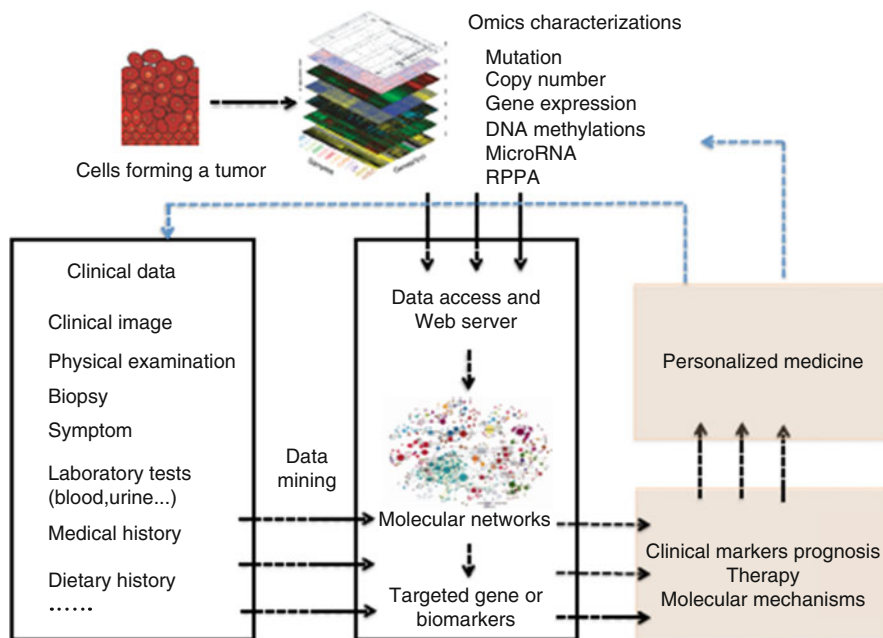 Omics characterizations
Mutation
Copy number
Gene expression
DNA methylations
MicroRNA
RPPA
Cells forming a tumor
Samples
Clinical data
Clinical image
Physical examination
Biopsy
Symptom
Laboratory tests
(blood,urine...)
Medical history
Dietary history
......
Data
mining
Data access and
Web server
Molecular networks
Targeted gene or
biomarkers
Personalized medicine
Clinical markers prognosis
Therapy
Molecular mechanisms